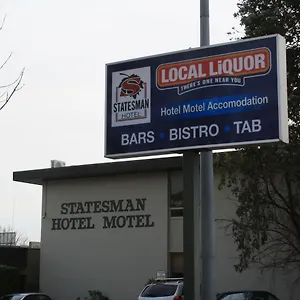 STATESMAN
HOTEL
LOCAL LiQUOR
THERE'S ONE NEAR YOU
Hotel Motel Accomodation
BARS • BISTRO • TAB
STATESMAN
HOTEL MOTEL